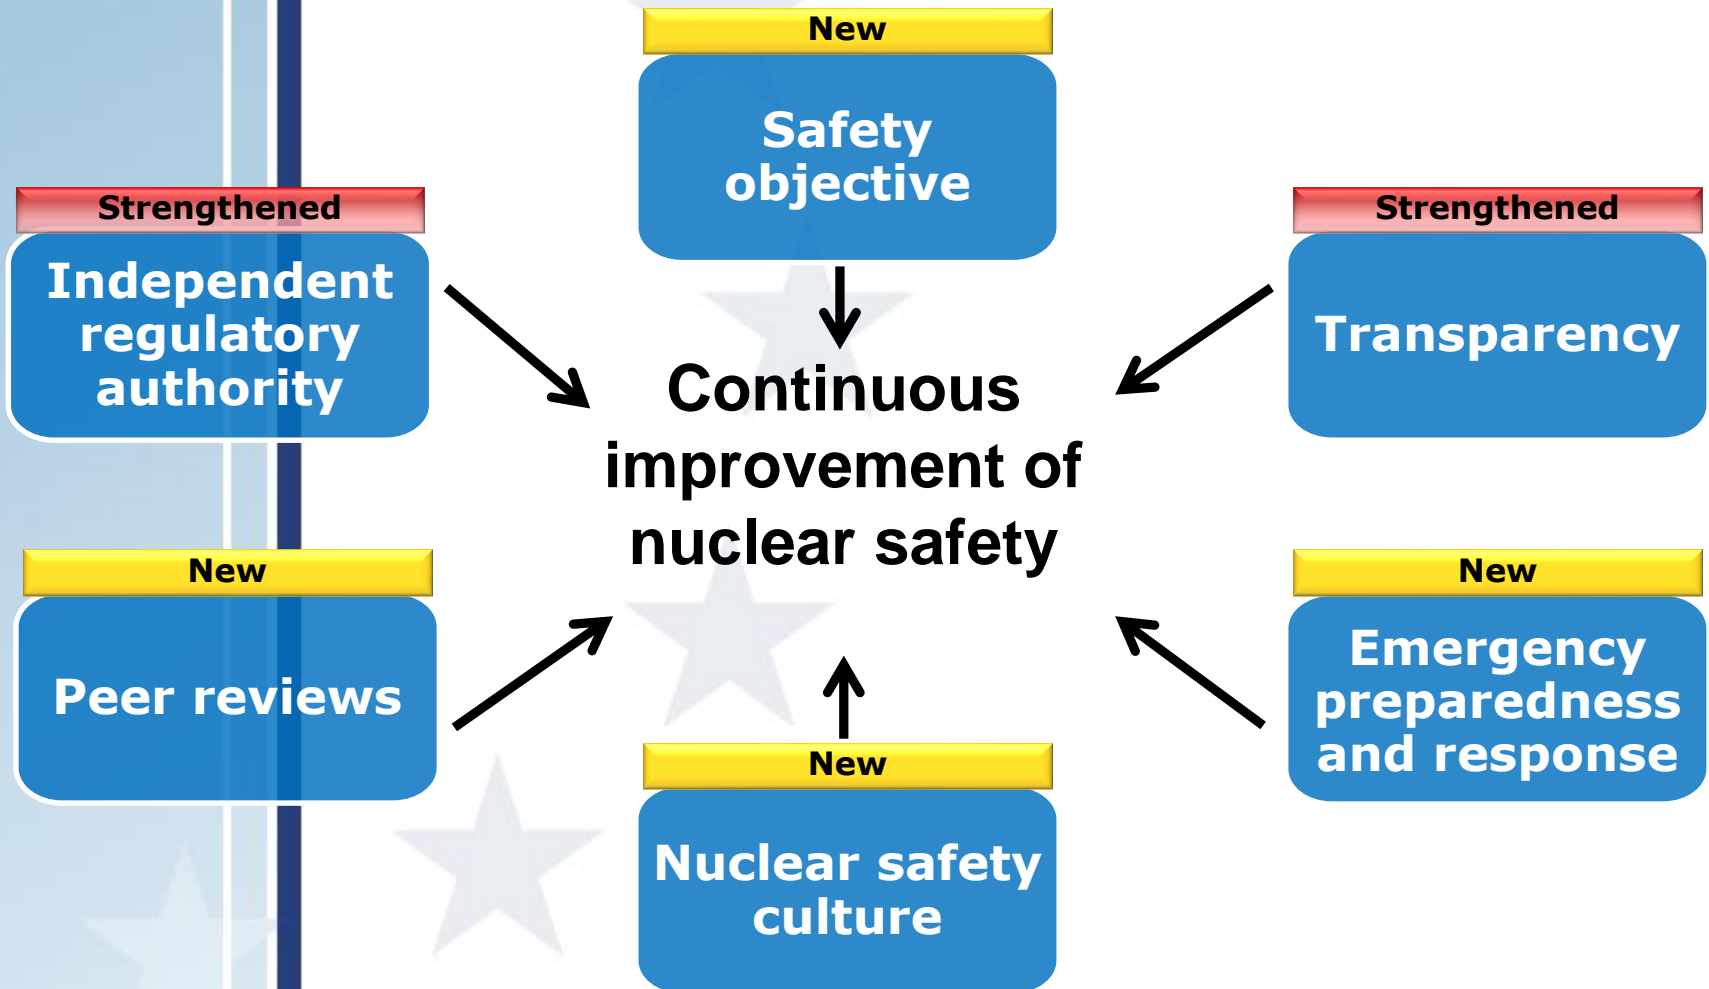 New
Safety
objective
Strengthened
Independent
regulatory
authority
Strengthened
Transparency
Continuous
improvement of
nuclear safety
New
Peer reviews
New
Emergency
preparedness
and response
New
Nuclear safety
culture